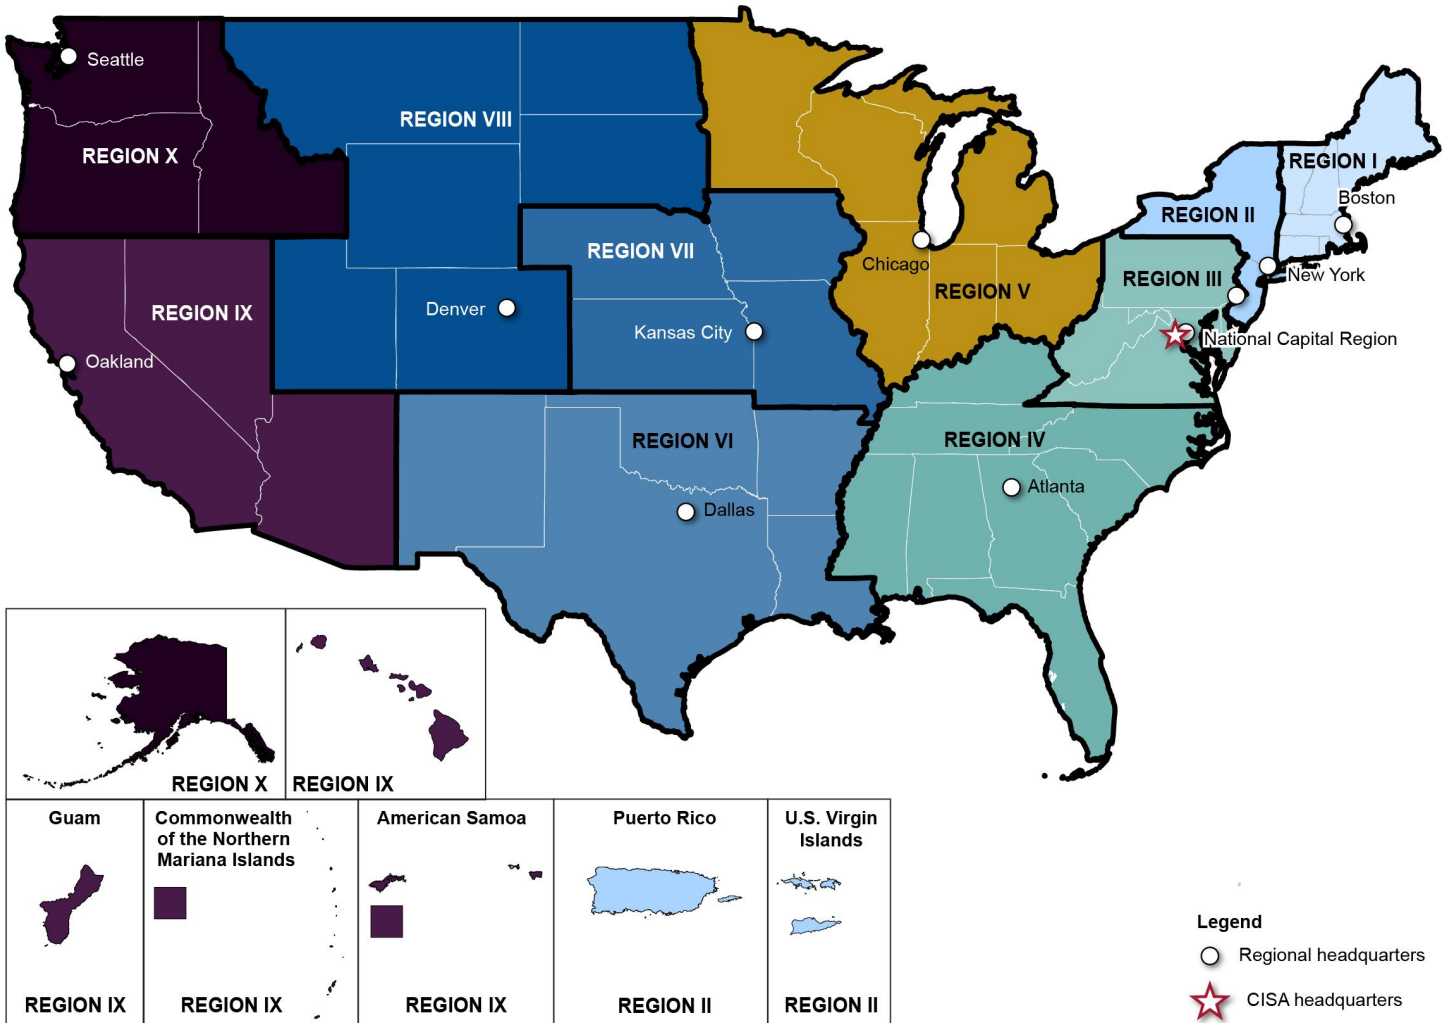 Seattle
REGION VIII
REGION X
REGION I
Boston
REGION II
REGION VII
Chicago
REGION III
New York
REGION V
Denver
REGION IX
Kansas City
National Capital Region
Oakland
REGION VI
REGION IV
Atlanta
Dallas
REGION X
REGION IX
Guam
REGION IX
Commonwealth
of the Northern
Mariana Islands
REGION IX
American Samoa
REGION IX
Puerto Rico
REGION II
U.S. Virgin
Islands
REGION II
Legend
Regional headquarters
CISA headquarters